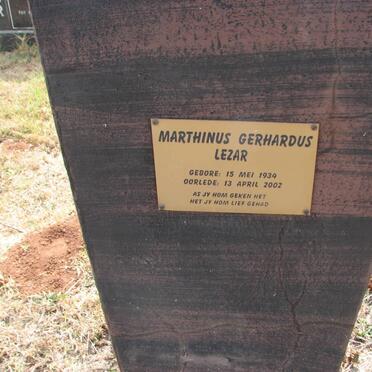 MARTHINUS GERHARDUS
LEZAR
GEBORE: 15 MEI 1934
OORLEDE: 13 APRIL 2002
AS JY HOM GEKEN HET
HET JY HOM LIEF GEHAD